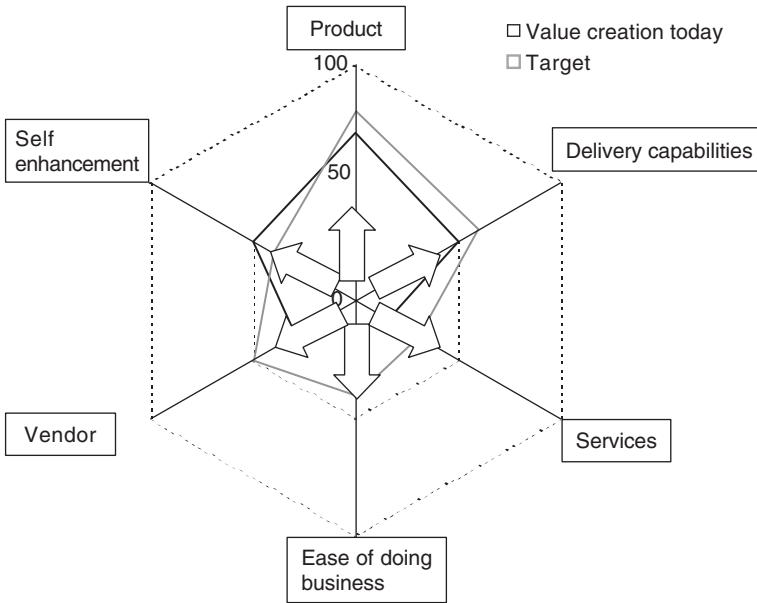 Product
Value creation today
Target
100
Self
enhancement
Delivery capabilities
50
0
Vendor
Services
Ease of doing
business